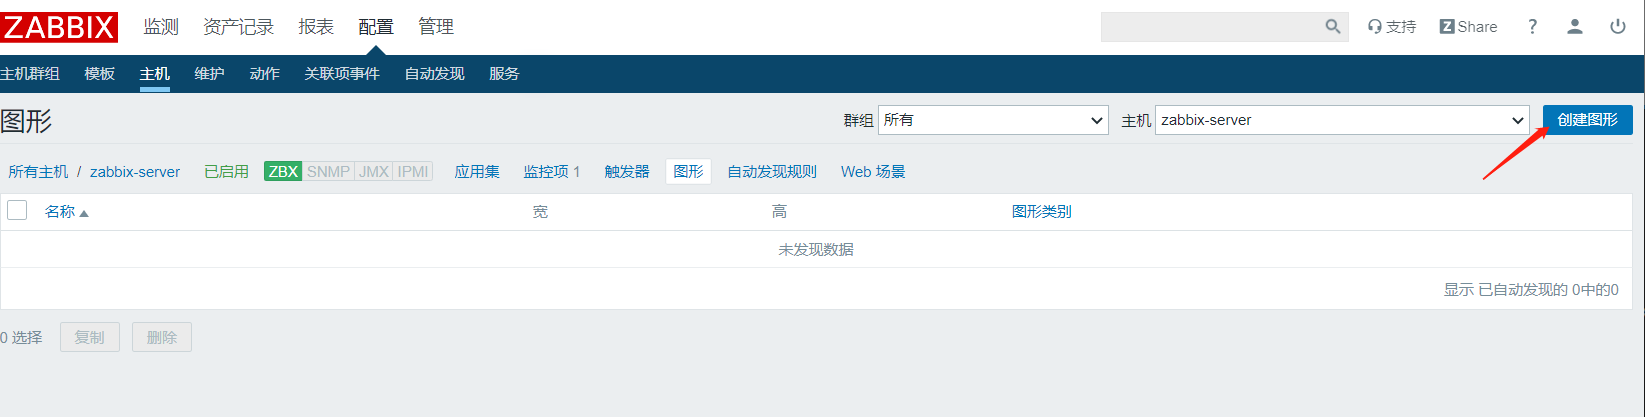 ZABBIX 监测 资产记录 报表 配置 管理 支持 Z Share ?
主机群组 模板 主机 维护 动作 关联项事件 自动发现 服务
图形 群组 所有 主机 zabbix-server 创建图形
所有主机 / zabbix-server 已启用 ZBX SNMP JMX IPMI 应用集 监控项 1 触发器 图形 自动发现规则 Web 场景
名称 宽 高 图形类别
未发现数据
显示 已自动发现的 0中的0
0 选择 复制 删除